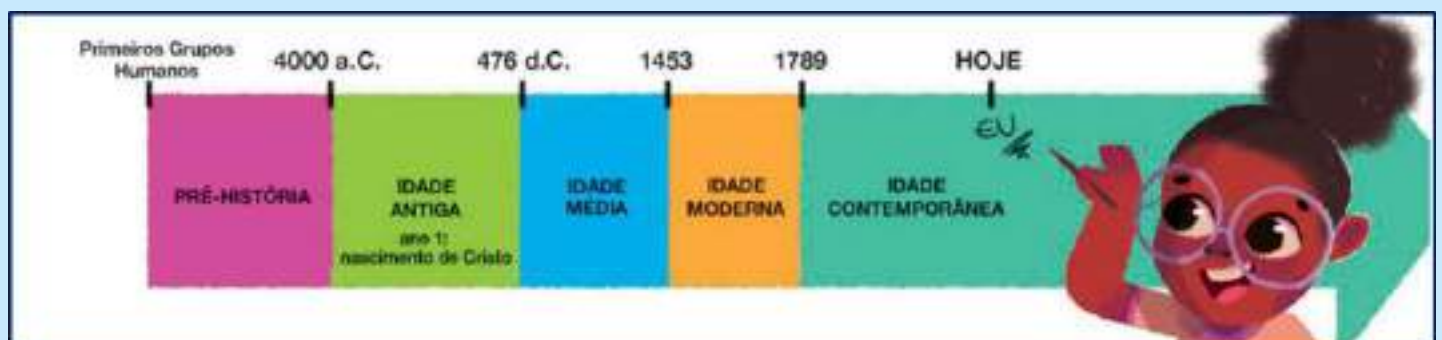 Primeiros Grupos
Humanos
4000 a.C.
476 d.C.
1453
1789
HOJE
EU
PRÉ-HISTÓRIA
IDADE
ANTIGA
ano 1:
nascimento de Cristo
IDADE
MÉDIA
IDADE
MODERNA
IDADE
CONTEMPORÂNEA